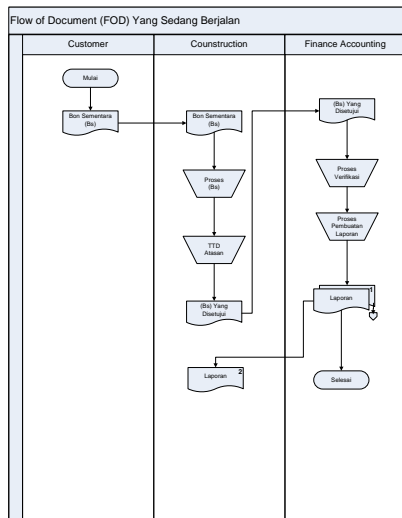 Flow of Document (FOD) Yang Sedang Berjalan
Customer
Counstruction
Finance Accounting
Mulai
Bon Sementara
(Bs)
Bon Sementara
(Bs)
Proses
(Bs)
TTD
Atasan
(Bs) Yang
Disetujui
(Bs) Yang
Disetujui
Proses
Verifikasi
Proses
Pembuatan
Laporan
1
Laporan
Laporan
2
Selesai